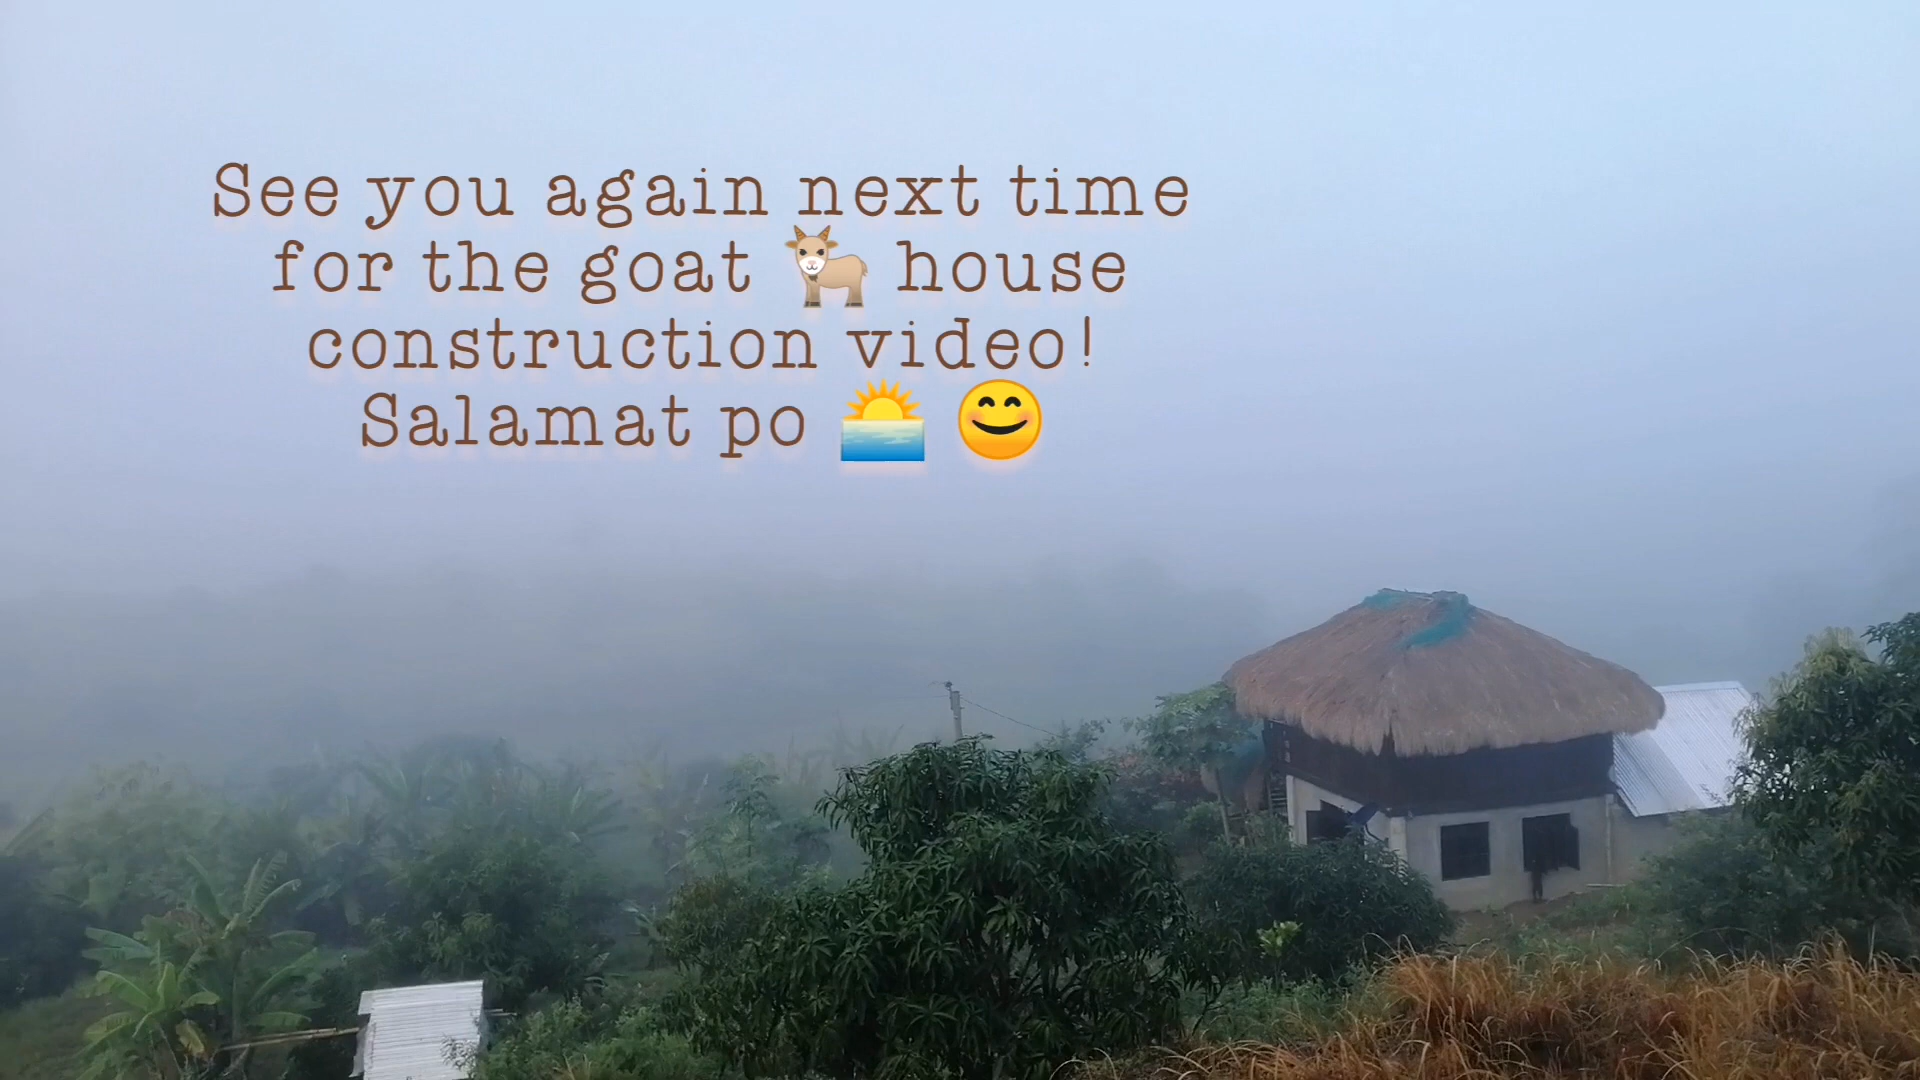 See you again next time
for the goat 🐐 house
construction video!
Salamat po 🌅 😊